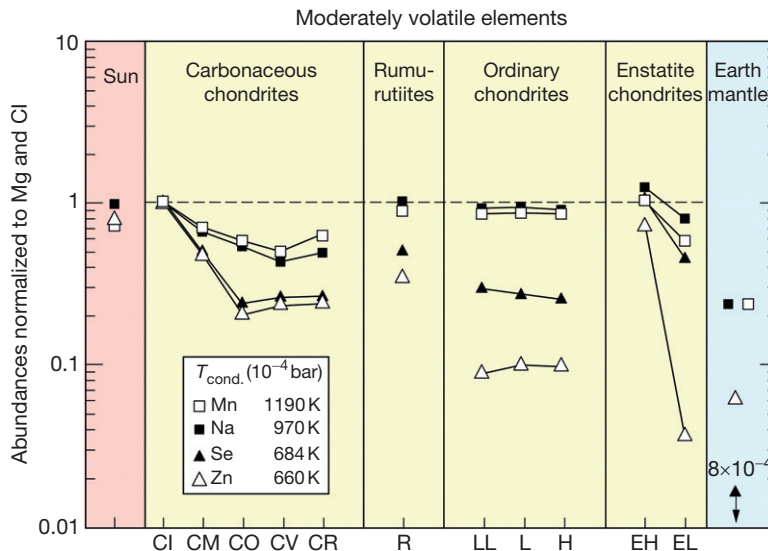 Moderately volatile elements
Abundances normalized to Mg and CI
10
1
0.1
0.01
Sun
Carbonaceous
chondrites
Rumu-
rutiites
Ordinary
chondrites
Enstatite
chondrites
Earth
mantle
T cond. (10⁻⁴ bar)
Mn 1190 K
Na 970 K
Se 684 K
Zn 660 K
8×10⁻⁴
CI CM CO CV CR R LL L H EH EL